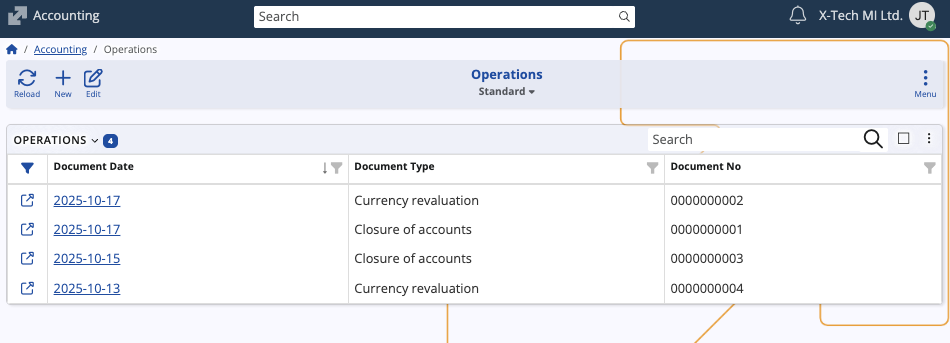 Accounting
Search
X-Tech MI Ltd.
JT
/ Accounting / Operations
Reload
New
Edit
Operations
Standard
Menu
OPERATIONS 4
Search
Document Date
Document Type
Document No
2025-10-17 Currency revaluation 0000000002
2025-10-17 Closure of accounts 0000000001
2025-10-15 Closure of accounts 0000000003
2025-10-13 Currency revaluation 0000000004